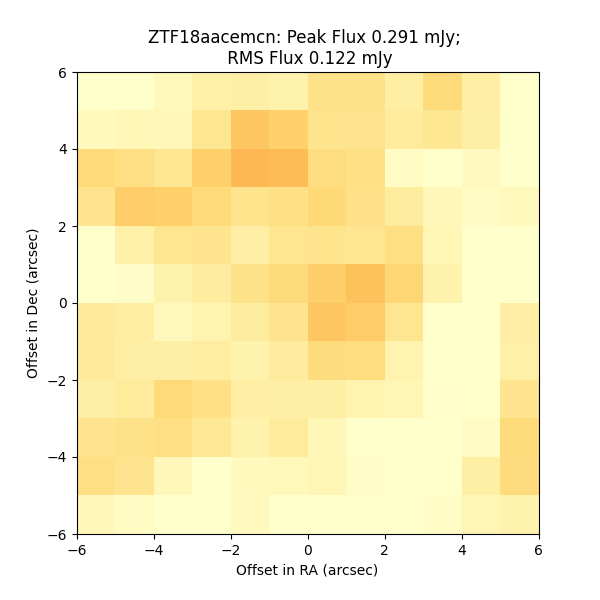 ZTF18aacemcn: Peak Flux 0.291 mJy;
RMS Flux 0.122 mJy
6
4
2
0
−2
−4
−6
Offset in Dec (arcsec)
−6 −4 −2 0 2 4 6
Offset in RA (arcsec)